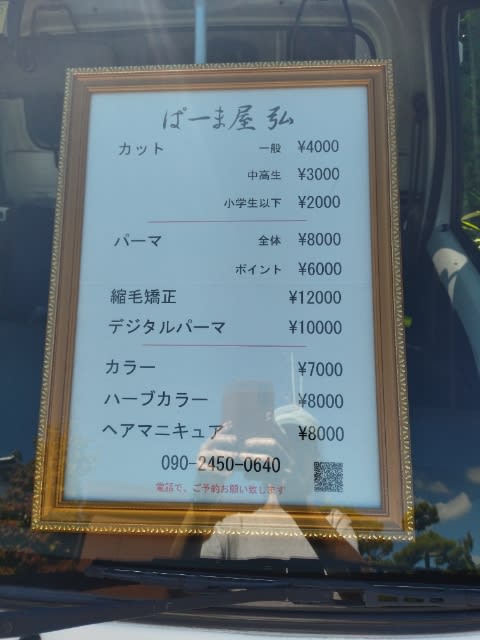 ぱーま屋 弘
カット 一般 ¥4000
中高生 ¥3000
小学生以下 ¥2000
パーマ 全体 ¥8000
ポイント ¥6000
縮毛矯正 ¥12000
デジタルパーマ ¥10000
カラー ¥7000
ハーブカラー ¥8000
ヘアマニキュア ¥8000
090-2450-0640
電話で、ご予約お願い致します